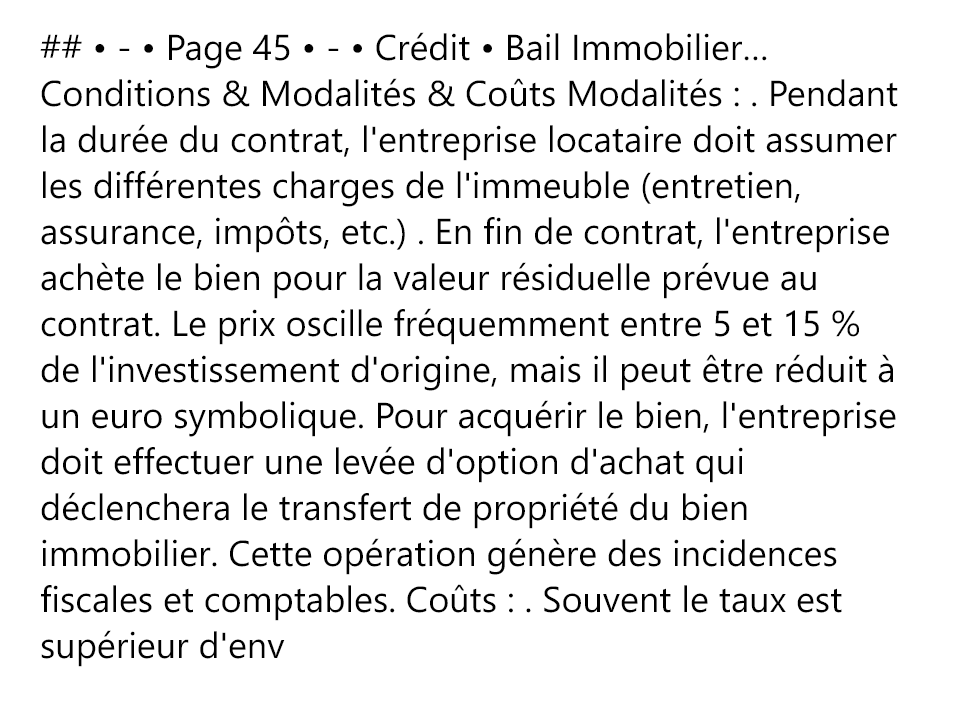 ## • - • Page 45 • - • Crédit • Bail Immobilier…
Conditions & Modalités & Coûts Modalités : . Pendant
la durée du contrat, l'entreprise locataire doit assumer
les différentes charges de l'immeuble (entretien,
assurance, impôts, etc.) . En fin de contrat, l'entreprise
achète le bien pour la valeur résiduelle prévue au
contrat. Le prix oscille fréquemment entre 5 et 15 %
de l'investissement d'origine, mais il peut être réduit à
un euro symbolique. Pour acquérir le bien, l'entreprise
doit effectuer une levée d'option d'achat qui
déclenchera le transfert de propriété du bien
immobilier. Cette opération génère des incidences
fiscales et comptables. Coûts : . Souvent le taux est
supérieur d'env